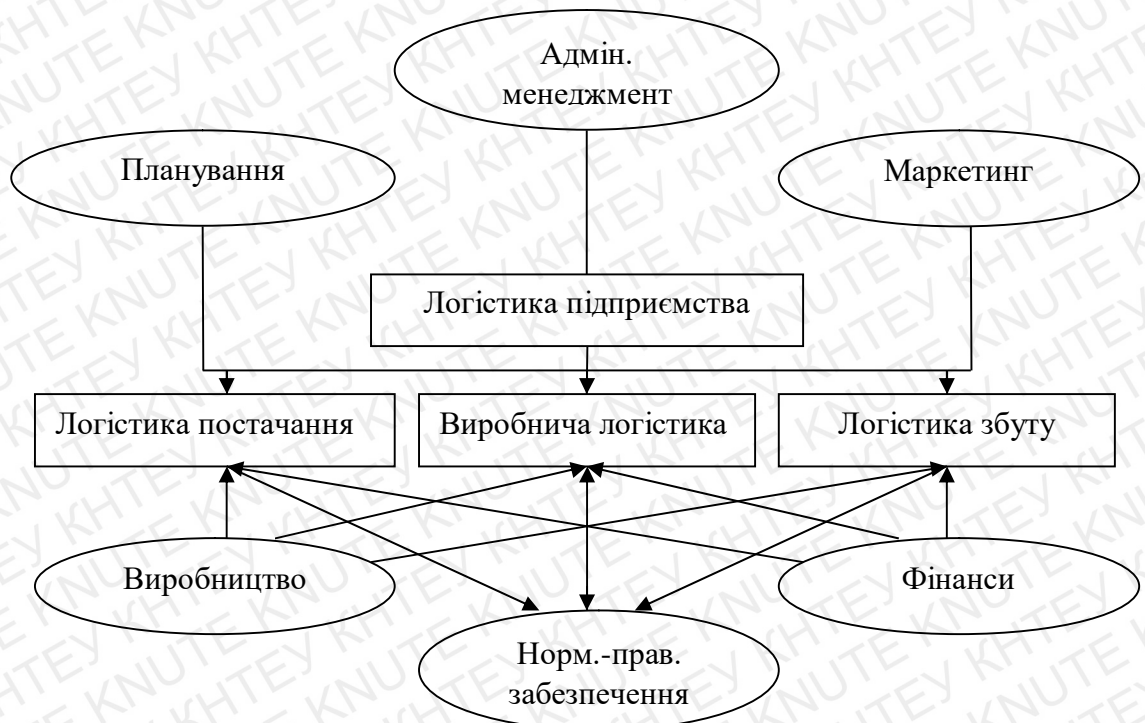 Адмін.
менеджмент
Планування
Маркетинг
Логістика підприємства
Логістика постачання
Виробнича логістика
Логістика збуту
Виробництво
Фінанси
Норм.-прав.
забезпечення